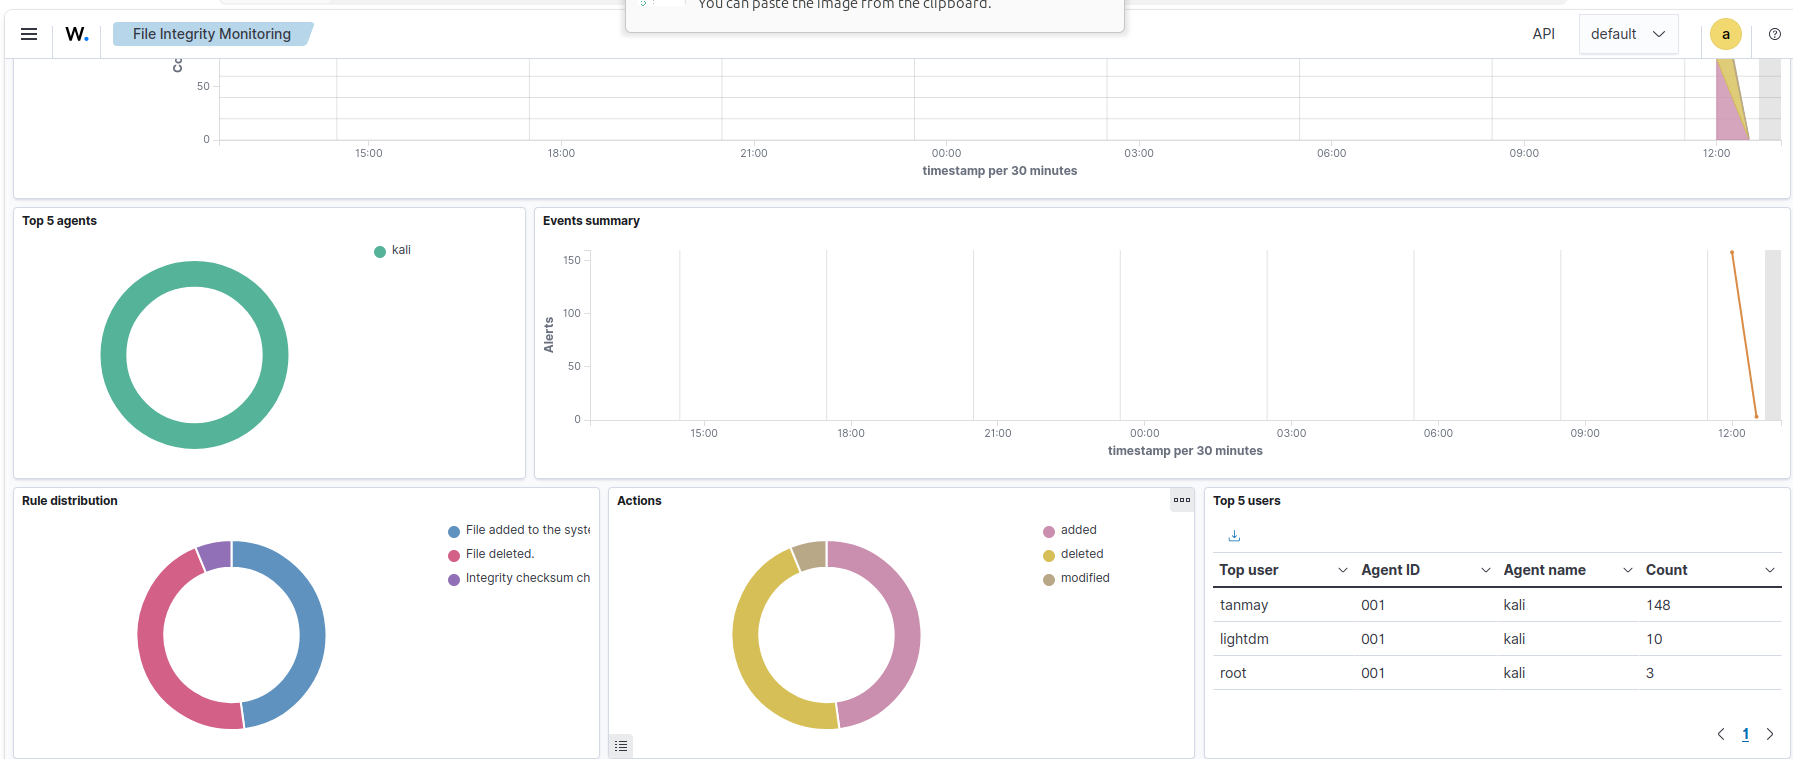 You can paste the image from the clipboard.
W.
File Integrity Monitoring
API
default
a
50
0
15:00 18:00 21:00 00:00 03:00 06:00 09:00 12:00
timestamp per 30 minutes
Top 5 agents
kali
Events summary
150
100
50
0
Alerts
15:00 18:00 21:00 00:00 03:00 06:00 09:00 12:00
timestamp per 30 minutes
Rule distribution
File added to the syste
File deleted.
Integrity checksum ch
Actions
added
deleted
modified
Top 5 users
Top user Agent ID Agent name Count
tanmay 001 kali 148
lightdm 001 kali 10
root 001 kali 3
1